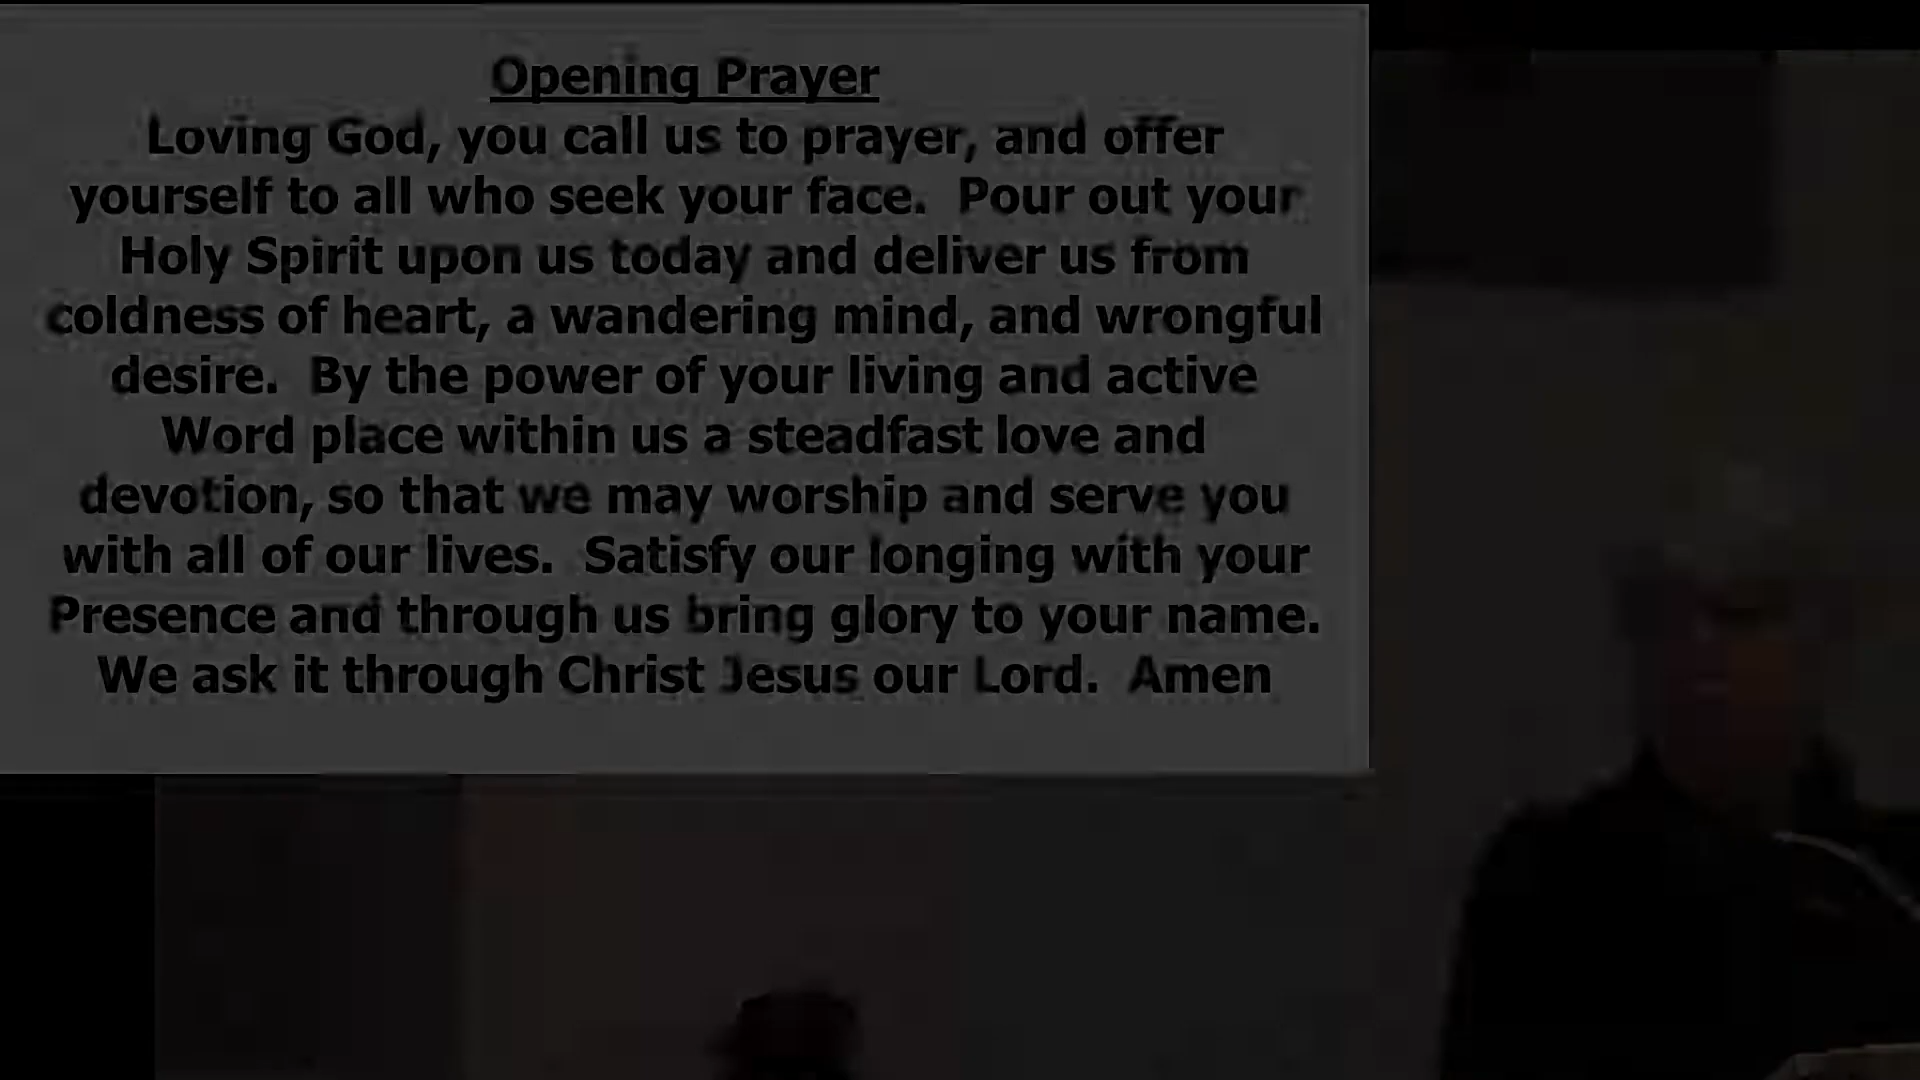 Opening Prayer
Loving God, you call us to prayer, and offer
yourself to all who seek your face.  Pour out your
Holy Spirit upon us today and deliver us from
coldness of heart, a wandering mind, and wrongful
desire.  By the power of your living and active
Word place within us a steadfast love and
devotion, so that we may worship and serve you
with all of our lives.  Satisfy our longing with your
Presence and through us bring glory to your name.
We ask it through Christ Jesus our Lord.  Amen